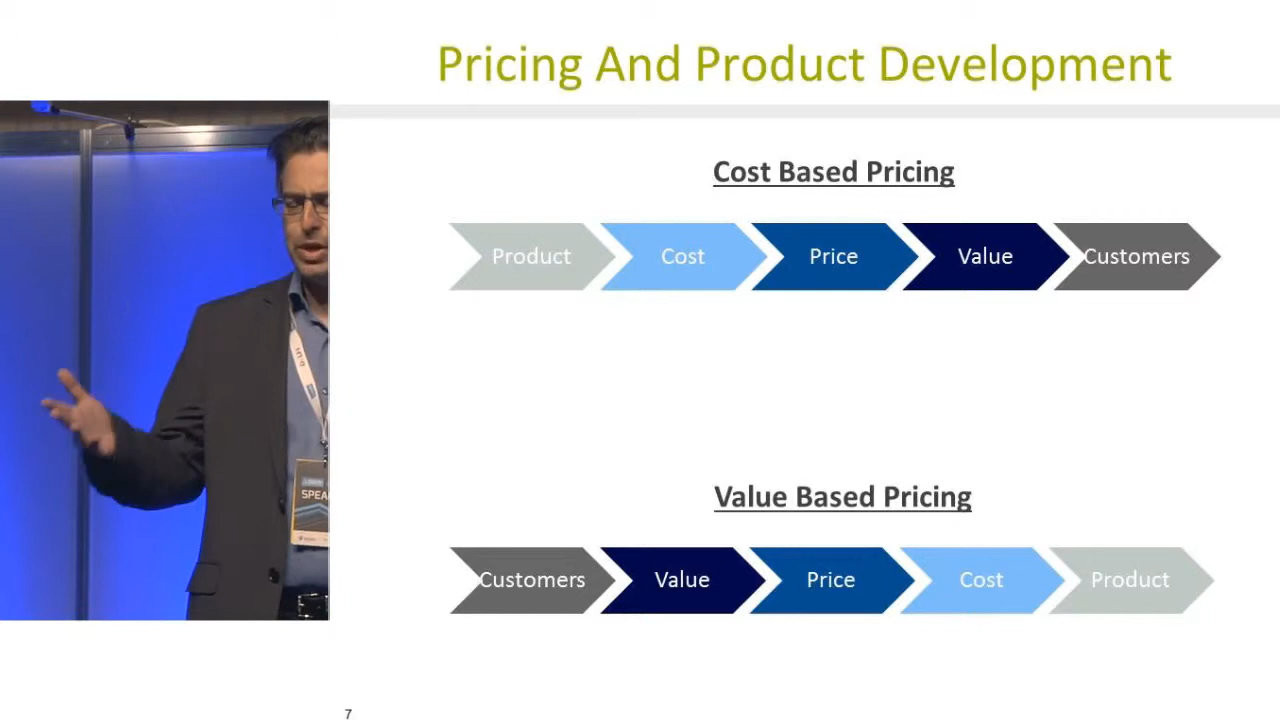 Pricing And Product Development
Cost Based Pricing
Product Cost Price Value Customers
Value Based Pricing
Customers Value Price Cost Product
SPEA
7